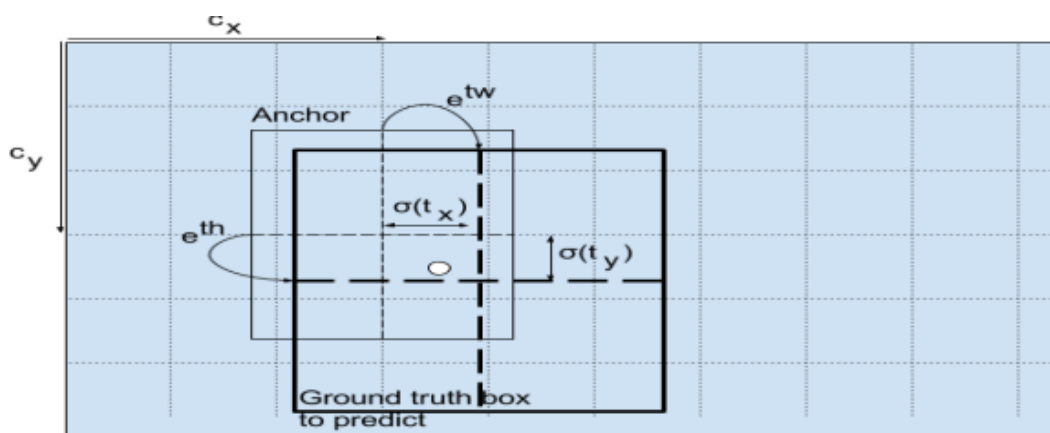 c x
Anchor
e tw
c y
σ(t x)
e th
σ(t y)
Ground truth box
to predict